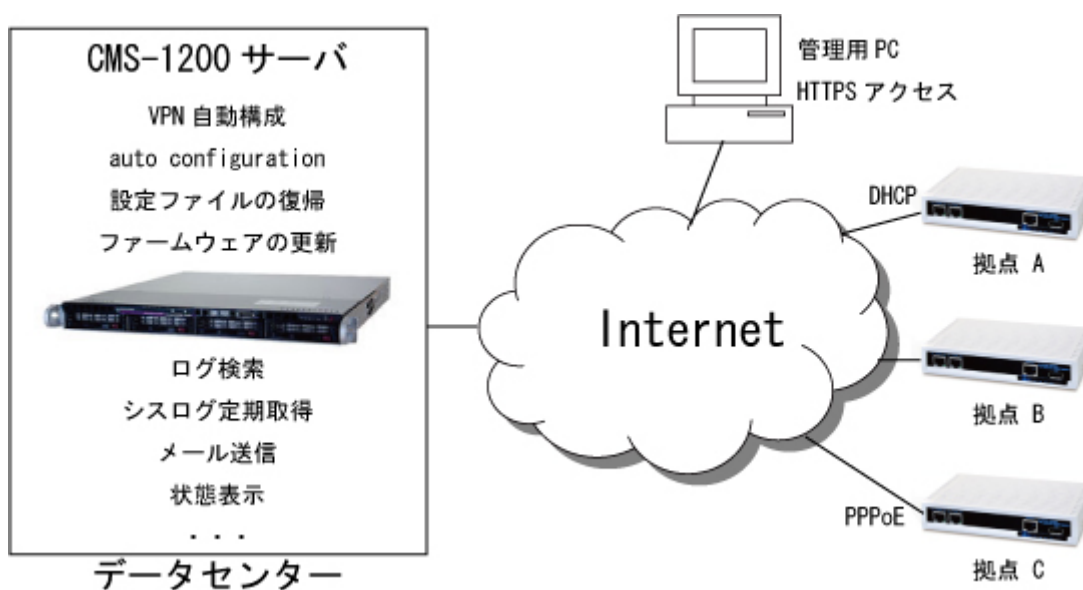 CMS-1200 サーバ
VPN 自動構成
auto configuration
設定ファイルの復帰
ファームウェアの更新
ログ検索
シスログ定期取得
メール送信
状態表示
・・・
データセンター
管理用 PC
HTTPS アクセス
Internet
DHCP
拠点 A
拠点 B
PPPoE
拠点 C